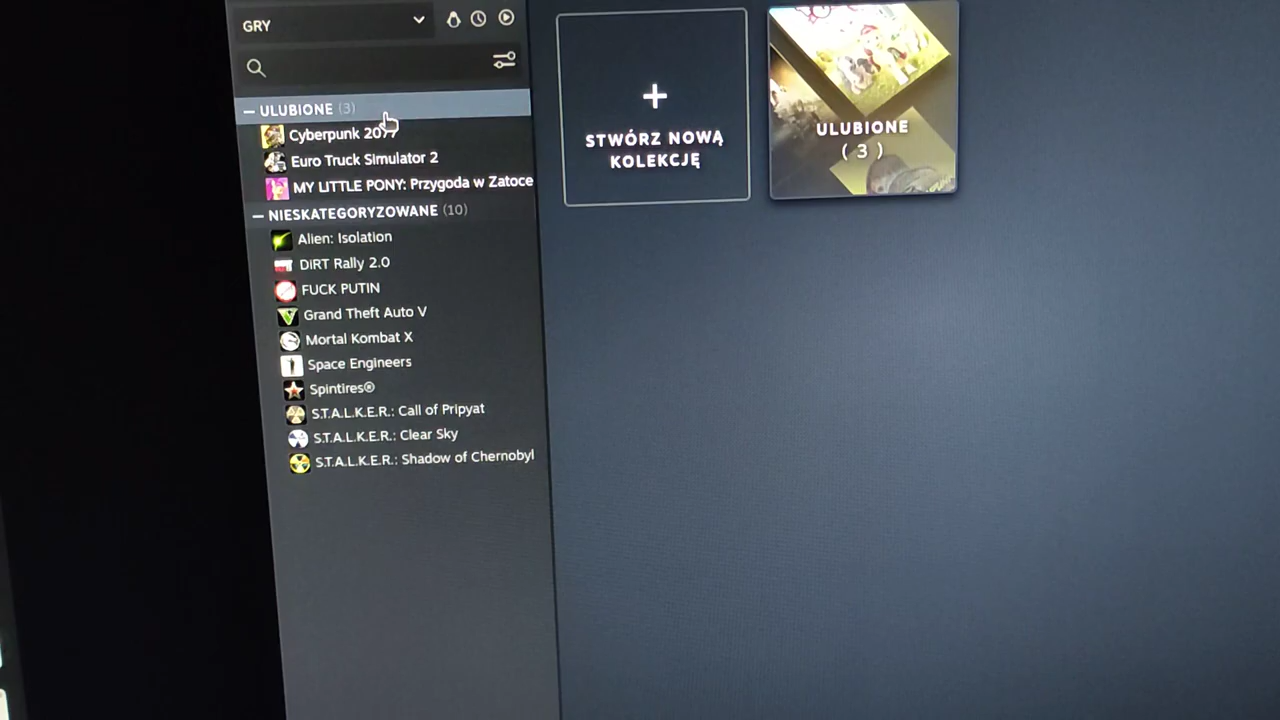 GRY
ULUBIONE (3)
Cyberpunk 2077
Euro Truck Simulator 2
MY LITTLE PONY: Przygoda w Zatoce
NIESKATEGORYZOWANE (10)
Alien: Isolation
DiRT Rally 2.0
FUCK PUTIN
Grand Theft Auto V
Mortal Kombat X
Space Engineers
Spintires®
S.T.A.L.K.E.R.: Call of Pripyat
S.T.A.L.K.E.R.: Clear Sky
S.T.A.L.K.E.R.: Shadow of Chernobyl
+
STWÓRZ NOWĄ
KOLEKCJĘ
ULUBIONE
( 3 )